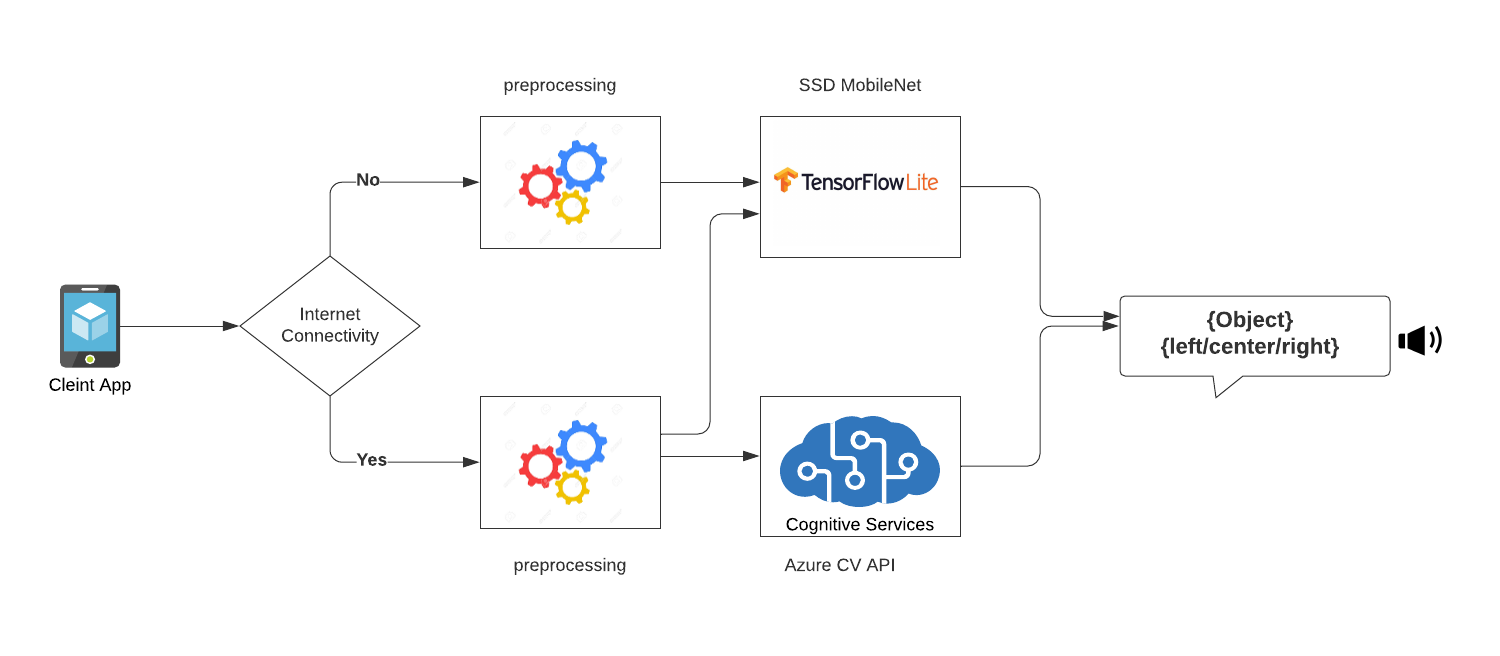 preprocessing
SSD MobileNet
No
TensorFlow Lite
Internet
Connectivity
{Object}
{left/center/right}
Cleint App
Yes
Cognitive Services
preprocessing
Azure CV API